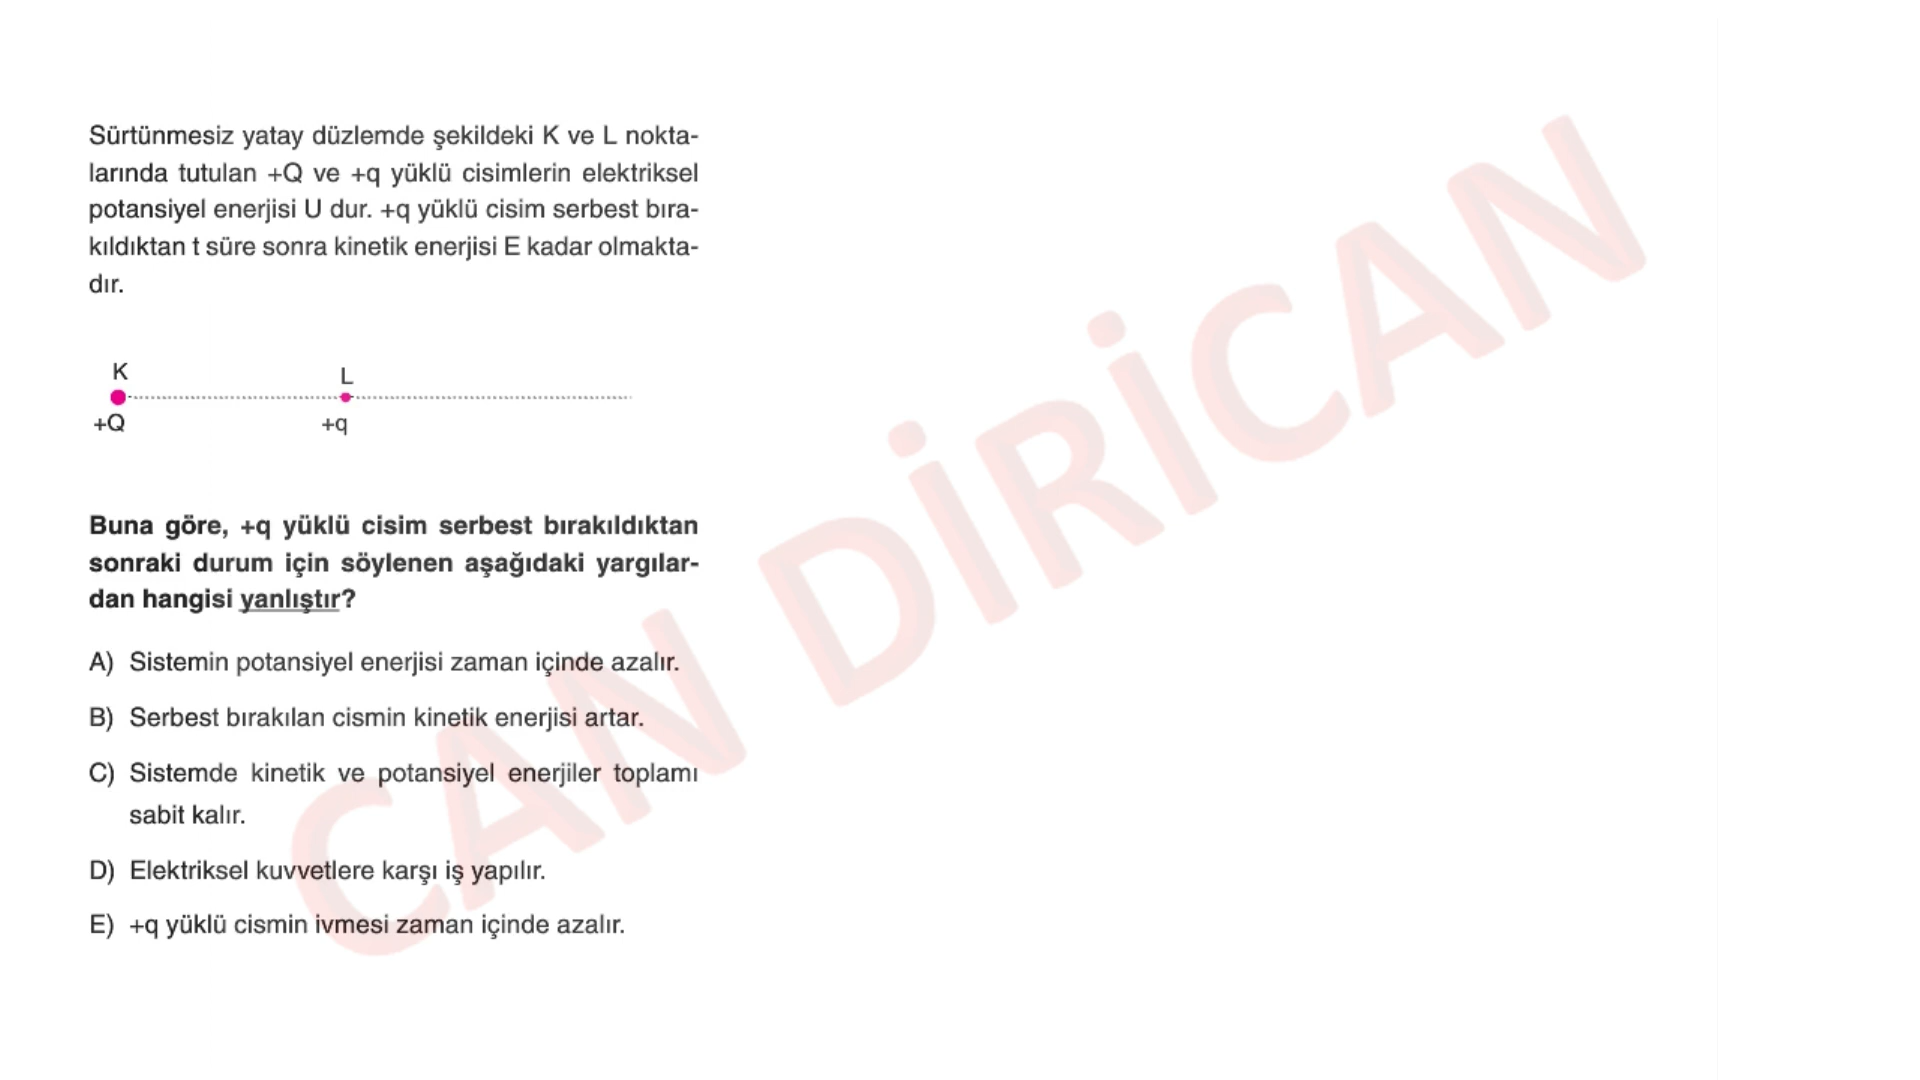 Sürtünmesiz yatay düzlemde şekildeki K ve L nokta-
larında tutulan +Q ve +q yüklü cisimlerin elektriksel
potansiyel enerjisi U dur. +q yüklü cisim serbest bıra-
kıldıktan t süre sonra kinetik enerjisi E kadar olmakta-
dır.
K
L
+Q
+q
Buna göre, +q yüklü cisim serbest bırakıldıktan
sonraki durum için söylenen aşağıdaki yargılar-
dan hangisi yanlıştır?
A) Sistemin potansiyel enerjisi zaman içinde azalır.
B) Serbest bırakılan cismin kinetik enerjisi artar.
C) Sistemde kinetik ve potansiyel enerjiler toplamı
sabit kalır.
D) Elektriksel kuvvetlere karşı iş yapılır.
E) +q yüklü cismin ivmesi zaman içinde azalır.
CAN DİRİCAN